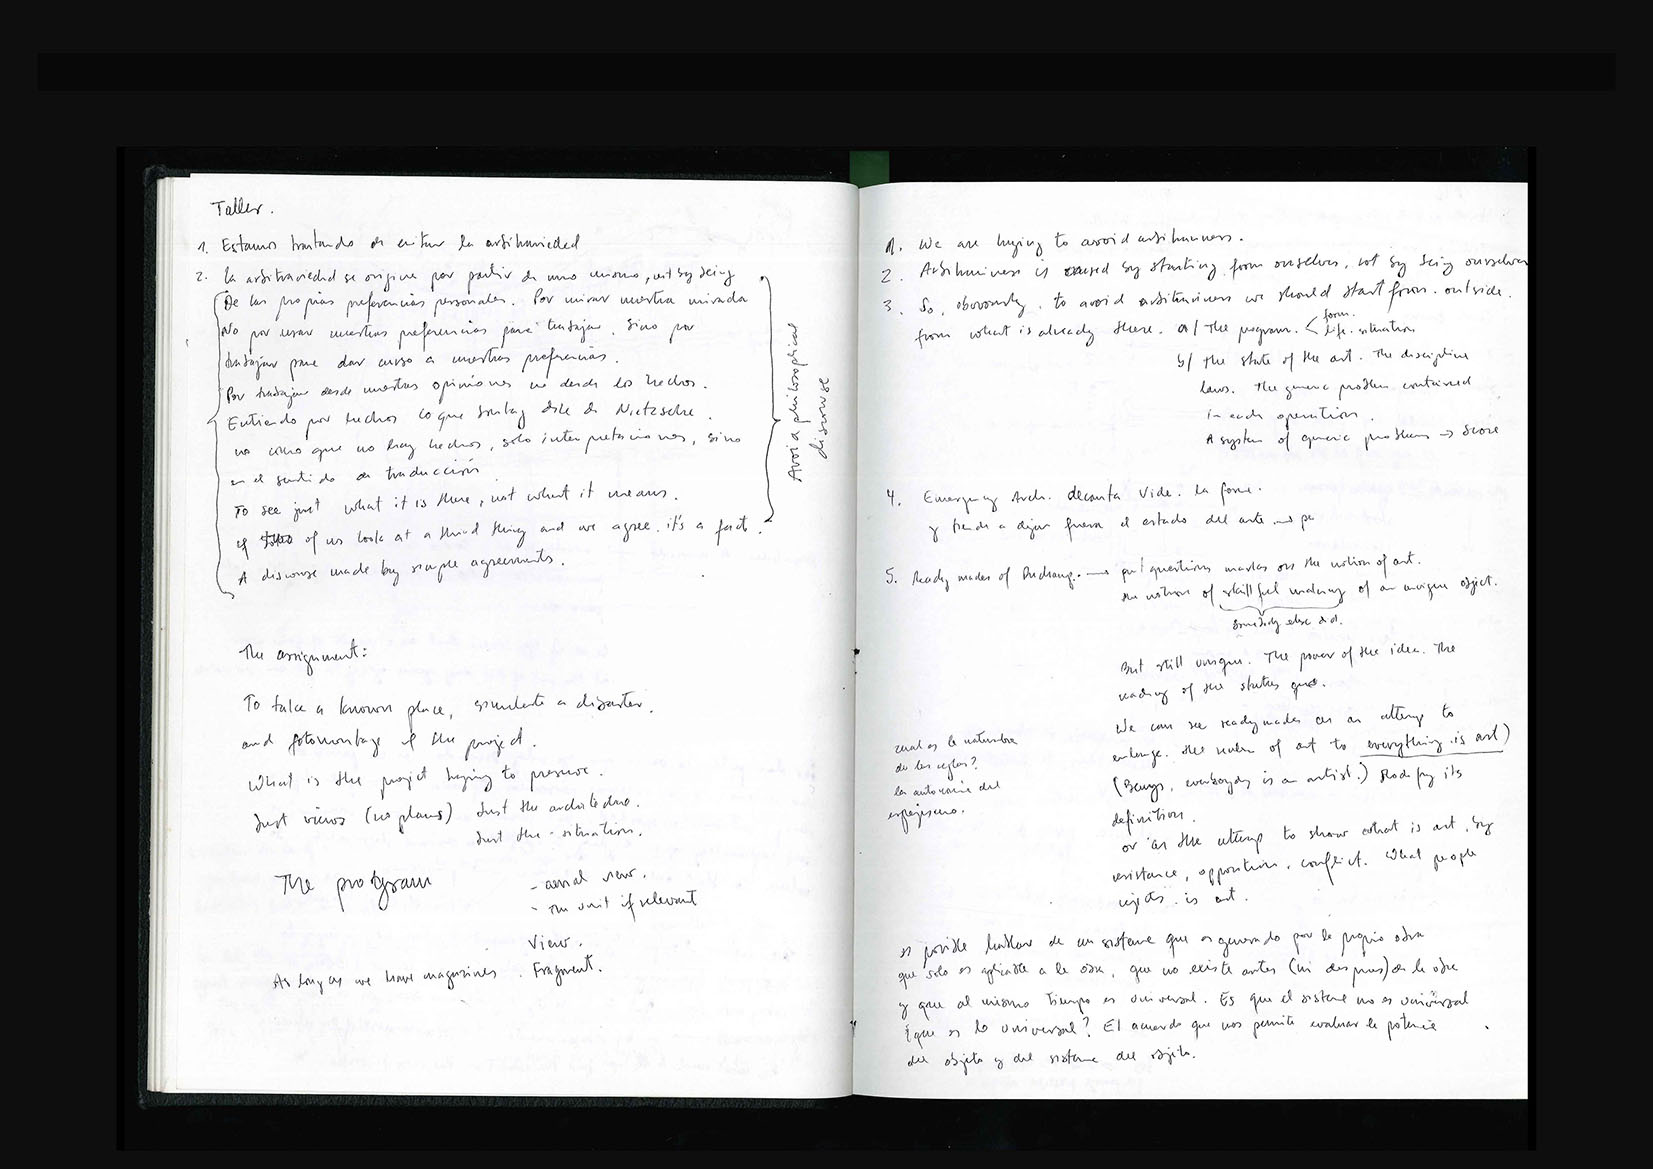 Taller.
1. Estamos tratando de evitar la arbitrariedad
2. la arbitrariedad se origina por partir de uno mismo, not by being
De las propias preferencias personales. Por mirar nuestra mirada
No por usar nuestras preferencias para trabajar, sino por
trabajar para dar curso a nuestras preferencias.
Por trabajar desde nuestras opiniones no desde los hechos.
Entiendo por hechos lo que Sontag dice de Nietzsche.
no como que no hay hechos, solo interpretaciones, sino
en el sentido de traducción
To see just what it is there, not what it means.
if two of us look at a third thing and we agree. it's a fact.
A discourse made by simple agreements.
Avoid philosophical
discourse
The assignment:
To take a known place, simulate a disaster,
and fotomontage of the project.
What is the projet trying to preserve.
Just views (no plans) Just the architecture.
Just the situation.
The program
- aerial view.
- The unit if relevant
View.
As long as we have magazines. Fragment.
1. We are trying to avoid arbitrariness.
2. Arbitrariness is caused by starting from ourselves, not by being ourselves
3. So, obovously, to avoid arbitrariness we should start from outside.
from what is already there. a/ The program. < form.
life. situation
b/ the state of the art. The discipline
laws. The generic problem contained
in each operation.
A system of generic problems → Score
4. Emergency Arch. decanta vida. la forma.
y tiende a dejar fuera el estado del arte → pa
5. Ready mades of Duchamp. → put questions marks on the notion of art.
the notion of skillful making of an unique object.
Somebody else did.
But still unique. The power of the idea. The
reading of the status quo.
We can see readymades as an attemp to
enlarge. the realm of art to everything is art)
(Beuys, everbodys is an artist.) Modify its
definition.
or as the attemp to show what is art, by
resistance, opposition, conflict. What people
rejects. is art.
cual es la naturaleza
de las reglas?
la autonomía del
es posible hablar de un sistema que es generado por la propia obra
que solo es aplicable a la obra, que no existe antes (ni despues) de la obra
y que al mismo tiempo es universal. Es que el sistema no es universal
¿que es lo universal? El acuerdo que nos permite evaluar la potencia
del objeto y del sistema del objeto.